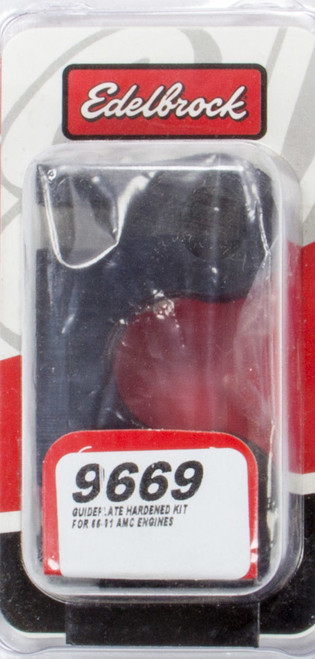 Edelbrock
9669
GUIDEPLATE HARDENED KIT
FOR 66-91 AMC ENGINES